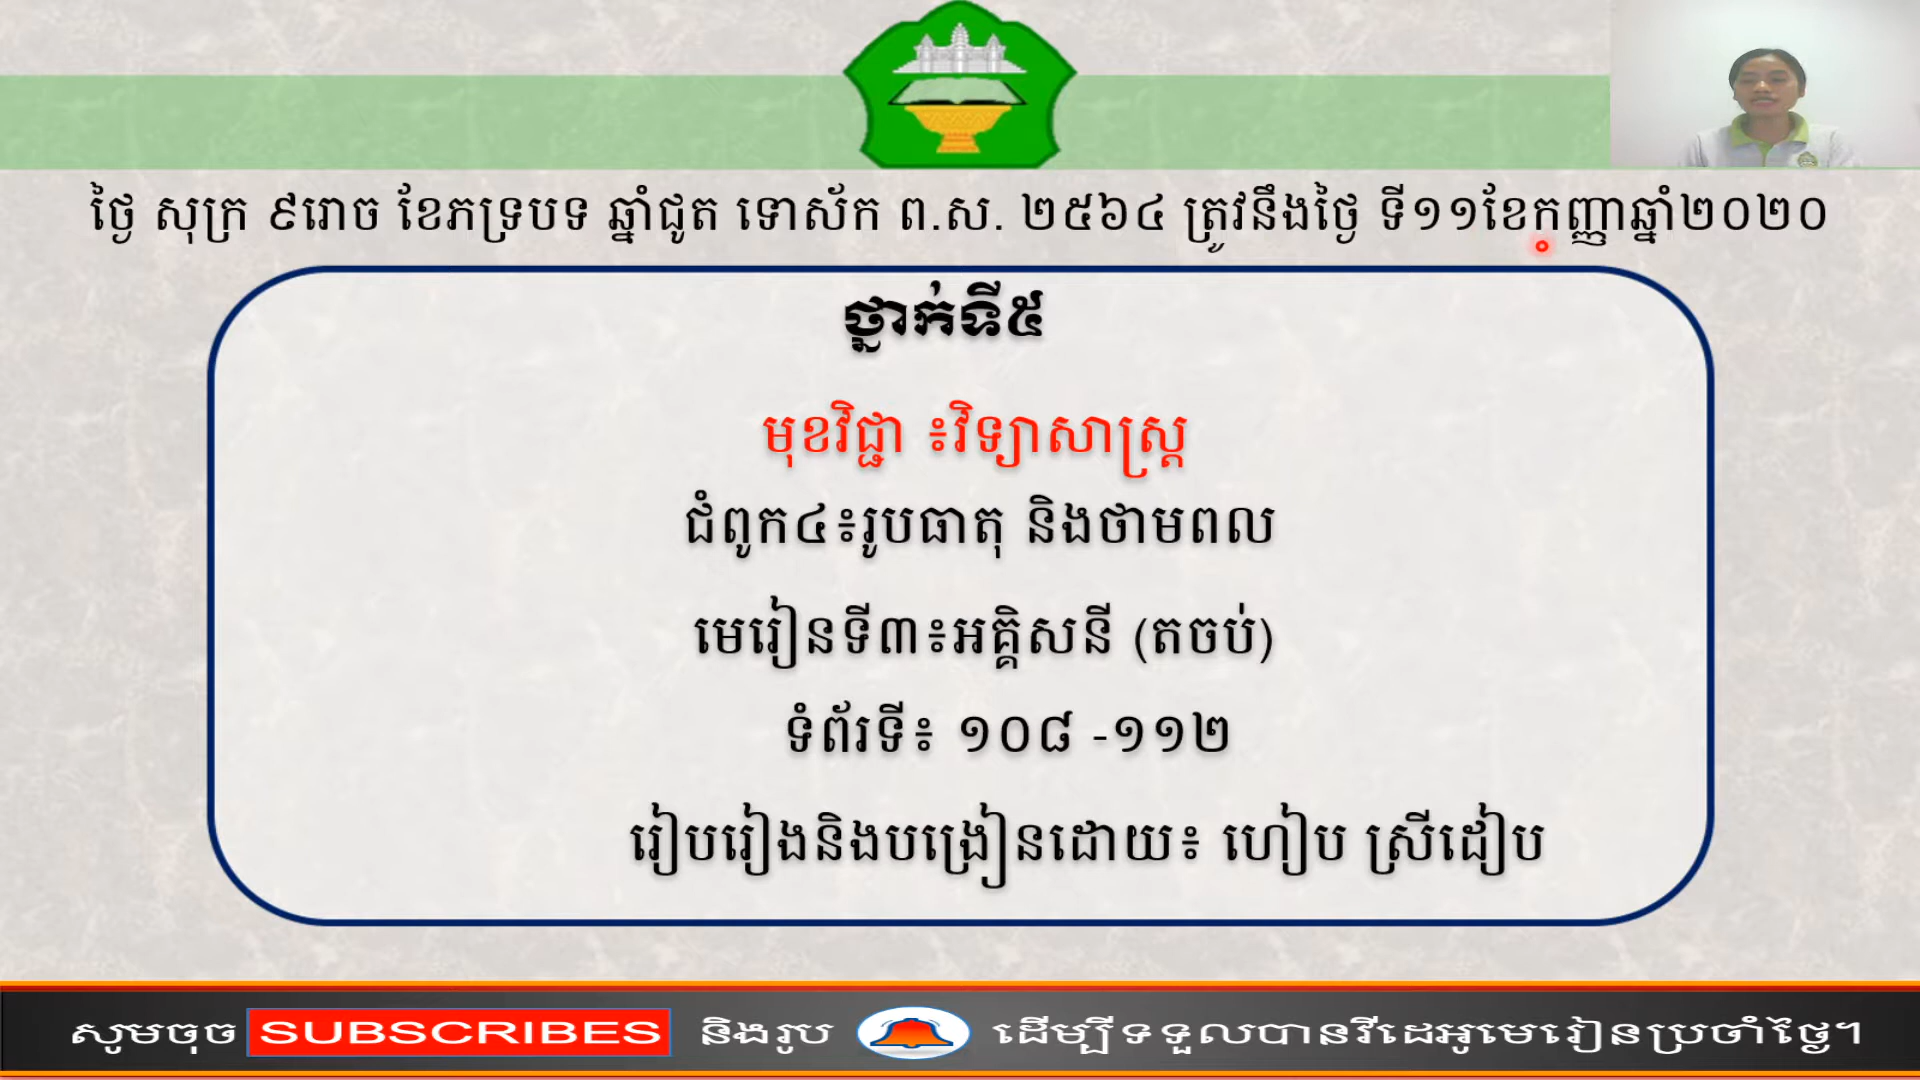 ថ្ងៃ សុក្រ ៩រោច ខែភទ្របទ ឆ្នាំជូត ទោស័ក ព.ស. ២៥៦៤ ត្រូវនឹងថ្ងៃ ទី១១ខែកញ្ញាឆ្នាំ២០២០
ថ្នាក់ទី៥
មុខវិជ្ជា ៖វិទ្យាសាស្ត្រ
ជំពូក៤៖រូបធាតុ និងថាមពល
មេរៀនទី៣៖អគ្គិសនី (តចប់)
ទំព័រទី៖ ១០៨ -១១២
រៀបរៀងនិងបង្រៀនដោយ៖ ហៀប ស្រីដៀប
សូមចុច SUBSCRIBES និងរូប ដើម្បីទទួលបានវីដេអូមេរៀនប្រចាំថ្ងៃ។